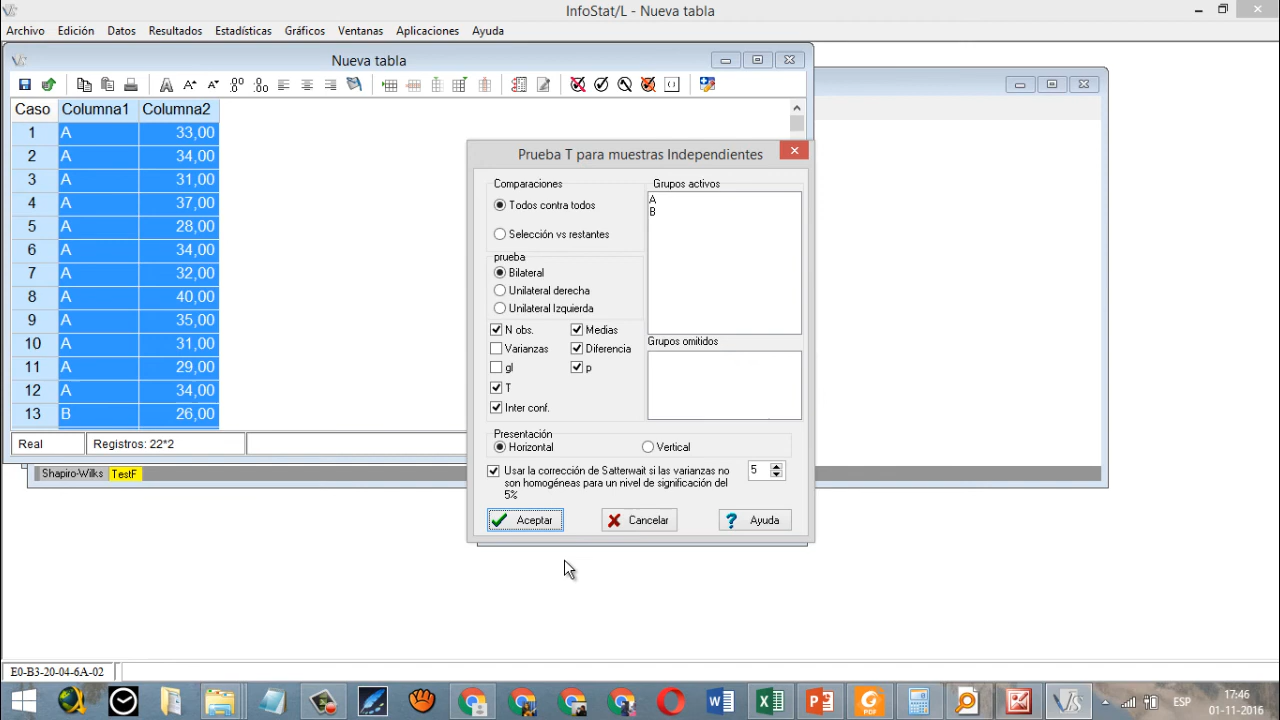 InfoStat/L - Nueva tabla
Archivo Edición Datos Resultados Estadísticas Gráficos Ventanas Aplicaciones Ayuda
Nueva tabla
Caso Columna1 Columna2
1 A 33,00
2 A 34,00
3 A 31,00
4 A 37,00
5 A 28,00
6 A 34,00
7 A 32,00
8 A 40,00
9 A 35,00
10 A 31,00
11 A 29,00
12 A 34,00
13 B 26,00
Real Registros: 22*2
Shapiro-Wilks TestF
Prueba T para muestras Independientes
Comparaciones
Todos contra todos
Selección vs restantes
prueba
Bilateral
Unilateral derecha
Unilateral Izquierda
N obs. Medias
Varianzas Diferencia
gl p
T
Inter conf.
Grupos activos
A
B
Grupos omitidos
Presentación
Horizontal Vertical
Usar la corrección de Satterwait si las varianzas no
son homogéneas para un nivel de significación del
5%
5
Aceptar Cancelar Ayuda
E0-B3-20-04-6A-02
ESP
17:46
01-11-2016